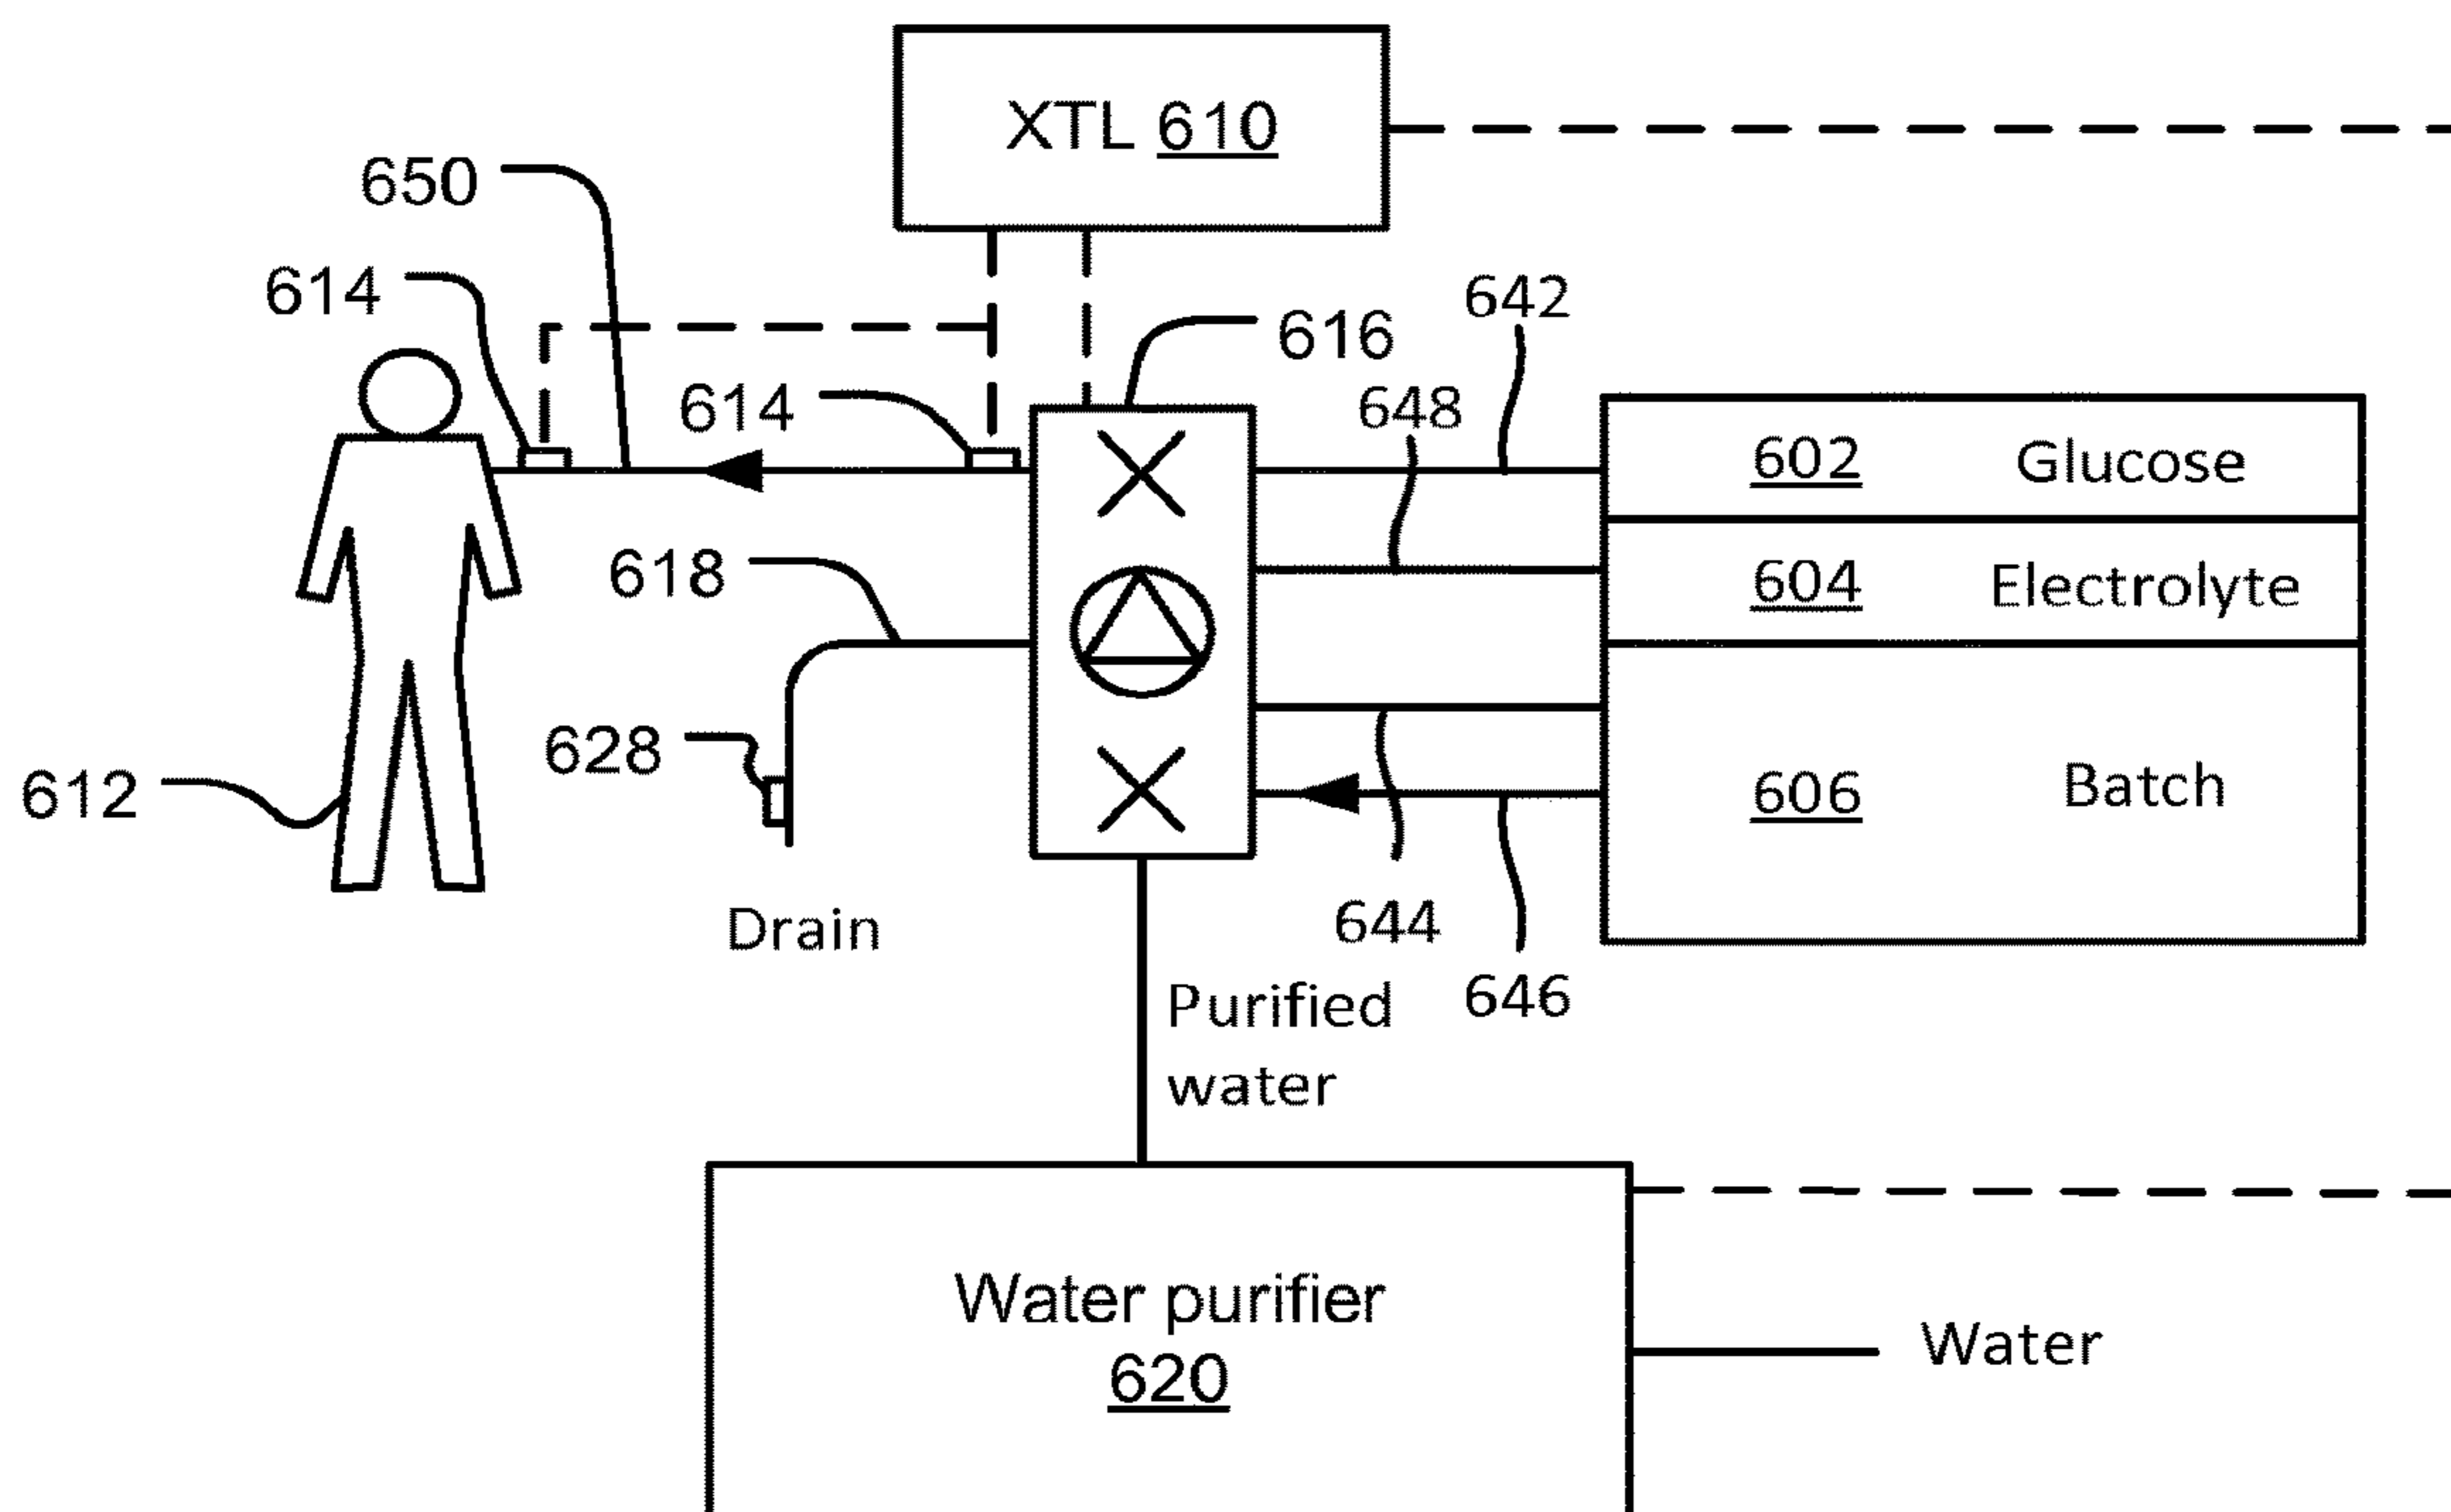 XTL 610
650
614
642
616
614
648
602 Glucose
604 Electrolyte
618
628
606 Batch
612
644
Drain
646
Purified
water
Water purifier
620
Water